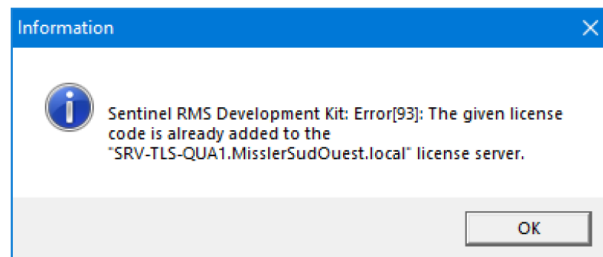 Information
Sentinel RMS Development Kit: Error[93]: The given license
code is already added to the
"SRV-TLS-QUA1.MisslerSudOuest.local" license server.
OK